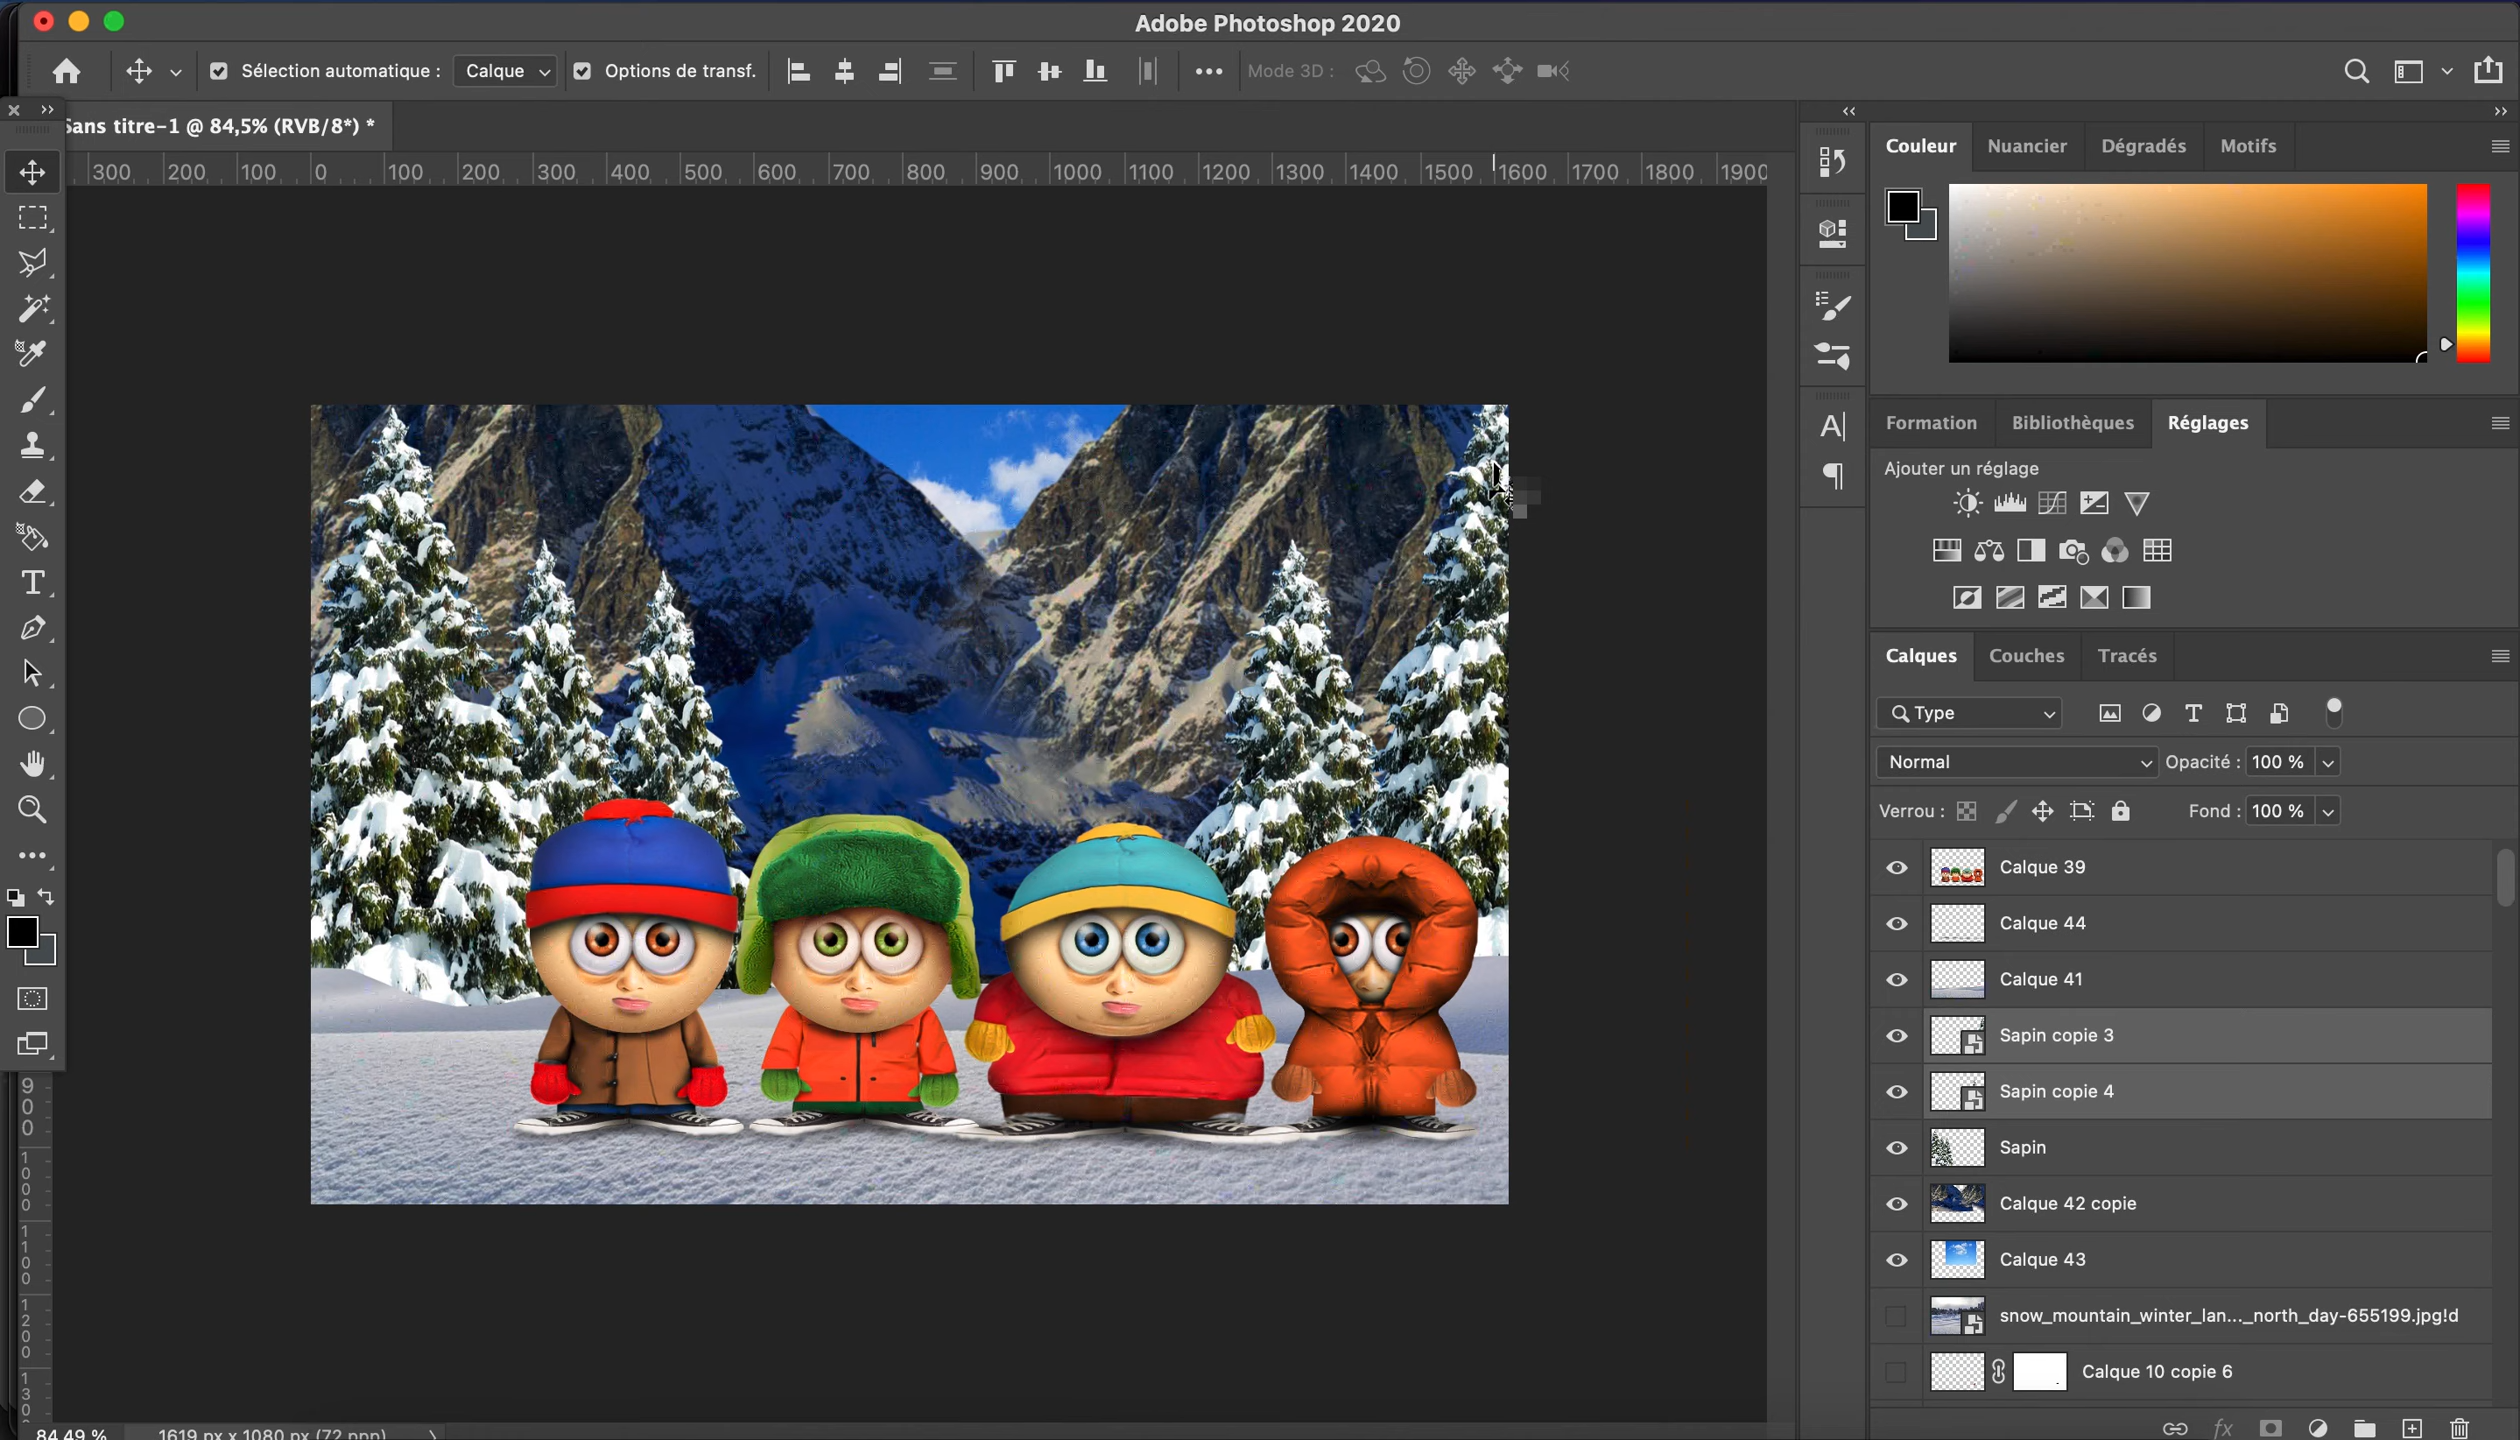 Adobe Photoshop 2020
Sélection automatique :
Calque
Options de transf.
Mode 3D :
Sans titre-1 @ 84,5% (RVB/8*) *
300 200 100 0 100 200 300 400 500 600 700 800 900 1000 1100 1200 1300 1400 1500 1600 1700 1800 1900
Couleur
Nuancier
Dégradés
Motifs
Formation
Bibliothèques
Réglages
Ajouter un réglage
Calques
Couches
Tracés
Type
Normal
Opacité : 100 %
Verrou :
Fond : 100 %
Calque 39
Calque 44
Calque 41
Sapin copie 3
Sapin copie 4
Sapin
Calque 42 copie
Calque 43
snow_mountain_winter_lan..._north_day-655199.jpg!d
Calque 10 copie 6
fx
900
1000
1100
1200
84,49 %
1619 px x 1080 px (72 ppp)